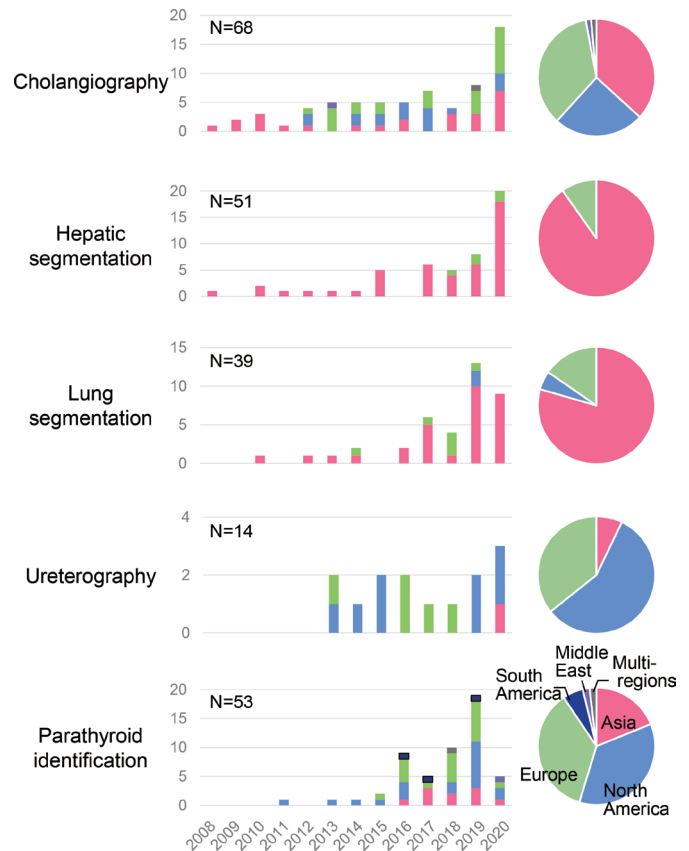 20
N=68
15
Cholangiography
10
5
0
20
N=51
15
Hepatic
segmentation
10
5
0
15
N=39
10
Lung
segmentation
5
0
4
N=14
Ureterography
2
0
Middle
East
Multi-
regions
South
America
20
N=53
15
Asia
Parathyroid
identification
10
Europe
5
North
America
0
2008 2009 2010 2011 2012 2013 2014 2015 2016 2017 2018 2019 2020